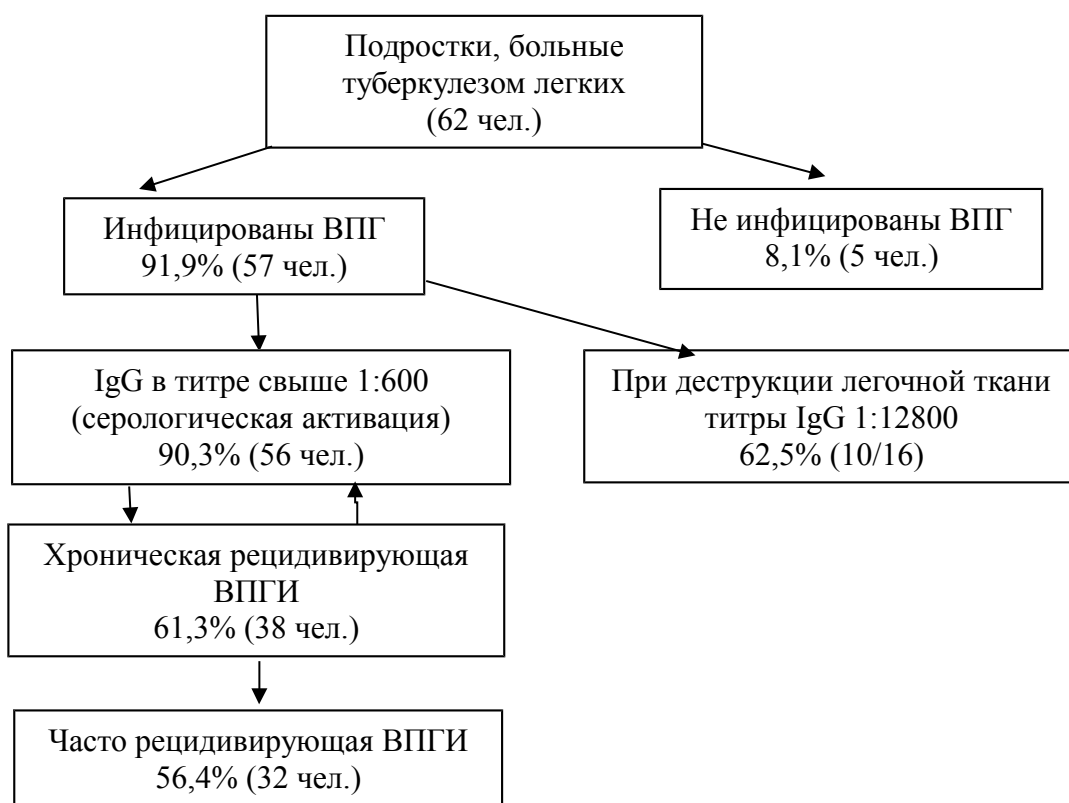 Подростки, больные
туберкулезом легких
(62 чел.)
Инфицированы ВПГ
91,9% (57 чел.)
Не инфицированы ВПГ
8,1% (5 чел.)
IgG в титре свыше 1:600
(серологическая активация)
90,3% (56 чел.)
При деструкции легочной ткани
титры IgG 1:12800
62,5% (10/16)
Хроническая рецидивирующая
ВПГИ
61,3% (38 чел.)
Часто рецидивирующая ВПГИ
56,4% (32 чел.)